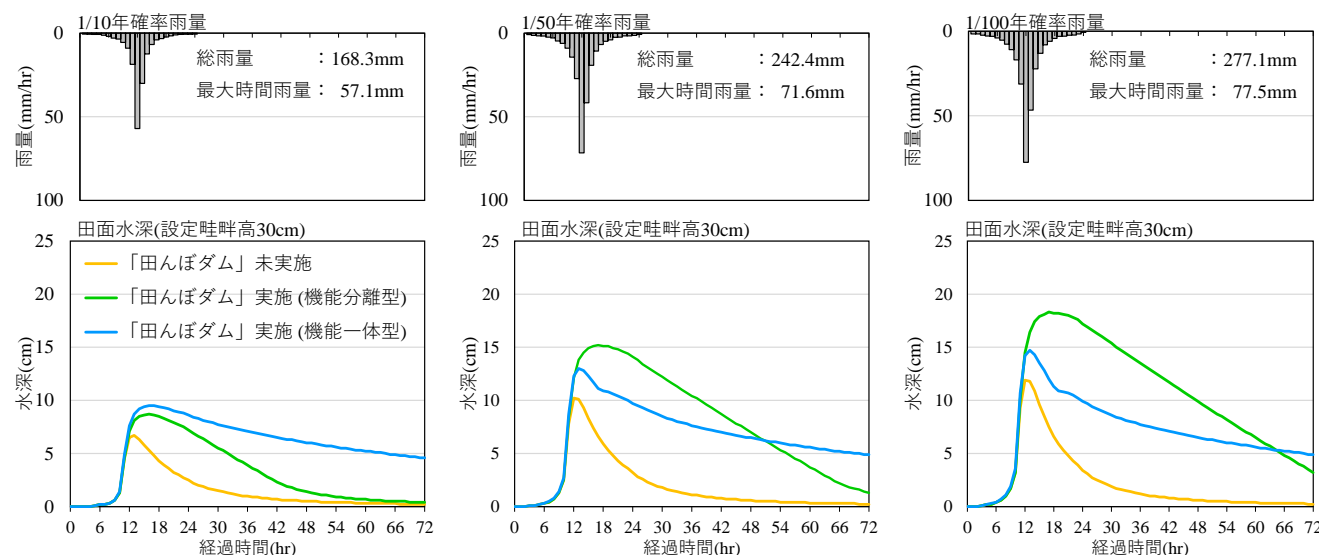 1/10年確率雨量
0
50
100
雨量(mm/hr)
総雨量 :168.3mm
最大時間雨量: 57.1mm
1/50年確率雨量
0
50
100
雨量(mm/hr)
総雨量 :242.4mm
最大時間雨量: 71.6mm
1/100年確率雨量
0
50
100
雨量(mm/hr)
総雨量 :277.1mm
最大時間雨量: 77.5mm
田面水深(設定畦畔高30cm)
25
20
15
10
5
0
水深(cm)
「田んぼダム」未実施
「田んぼダム」実施 (機能分離型)
「田んぼダム」実施 (機能一体型)
0 6 12 18 24 30 36 42 48 54 60 66 72
経過時間(hr)
田面水深(設定畦畔高30cm)
25
20
15
10
5
0
水深(cm)
0 6 12 18 24 30 36 42 48 54 60 66 72
経過時間(hr)
田面水深(設定畦畔高30cm)
25
20
15
10
5
0
水深(cm)
0 6 12 18 24 30 36 42 48 54 60 66 72
経過時間(hr)